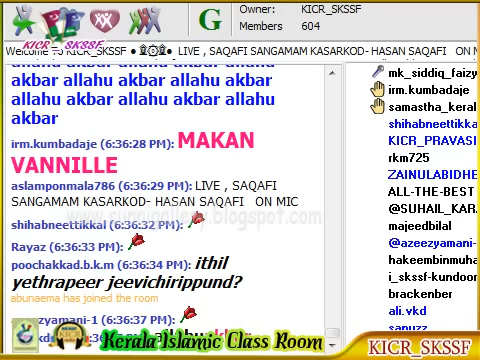 Owner: KICR_SKSSF
G
Members 604
KICR_SKSSF
LIVE , SAQAFI SANGAMAM KASARKOD- HASAN SAQAFI ON M
akbar allahu akbar allahu
akbar allahu akbar allahu
akbar
irm.kumbadaje (6:36:28 PM): MAKAN
VANNILLE
aslamponmala786 (6:36:29 PM): LIVE , SAQAFI
SANGAMAM KASARKOD- HASAN SAQAFI ON MIC
shihabneettikkal (6:36:32 PM):
Rayaz (6:36:33 PM):
poochakkad.b.k.m (6:36:34 PM): ithil
yethrapeer jeevichirippund?
abunaema has joined the room
zyamani-1 (6:36:37 PM):
mk_siddiq_faizy
irm.kumbadaje
samastha_keral
shihabneettikka
KICR_PRAVASI
rkm725
ZAINULABIDHE
ALL-THE-BEST
@SUHAIL_KAR
majeedbilal
@azeezyamani-
hakeembinmuha
i_skssf-kundoor
brackenber
ali.vkd
KICR
Kerala Islamic Class Room
KICR_SKSSF